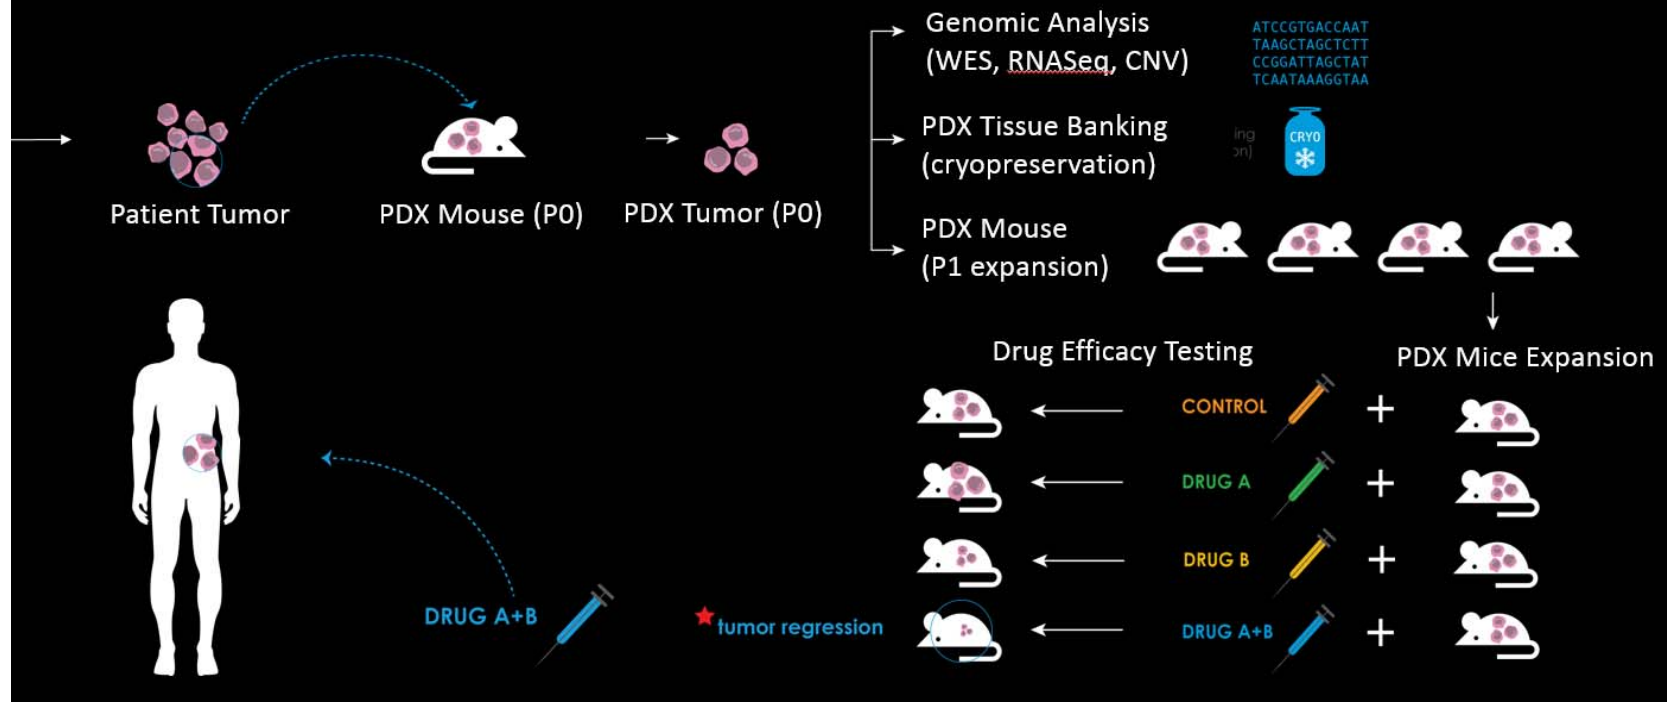 Genomic Analysis
(WES, RNASeq, CNV)
ATCCGTGACCAAT
TAAGCTAGCTCTT
CCGGATTAGCTAT
TCAATAAAGGTAA
PDX Tissue Banking
(cryopreservation)
ing
on)
CRYO
Patient Tumor
PDX Mouse (P0)
PDX Tumor (P0)
PDX Mouse
(P1 expansion)
Drug Efficacy Testing
PDX Mice Expansion
CONTROL
DRUG A
DRUG B
DRUG A+B
tumor regression
DRUG A+B